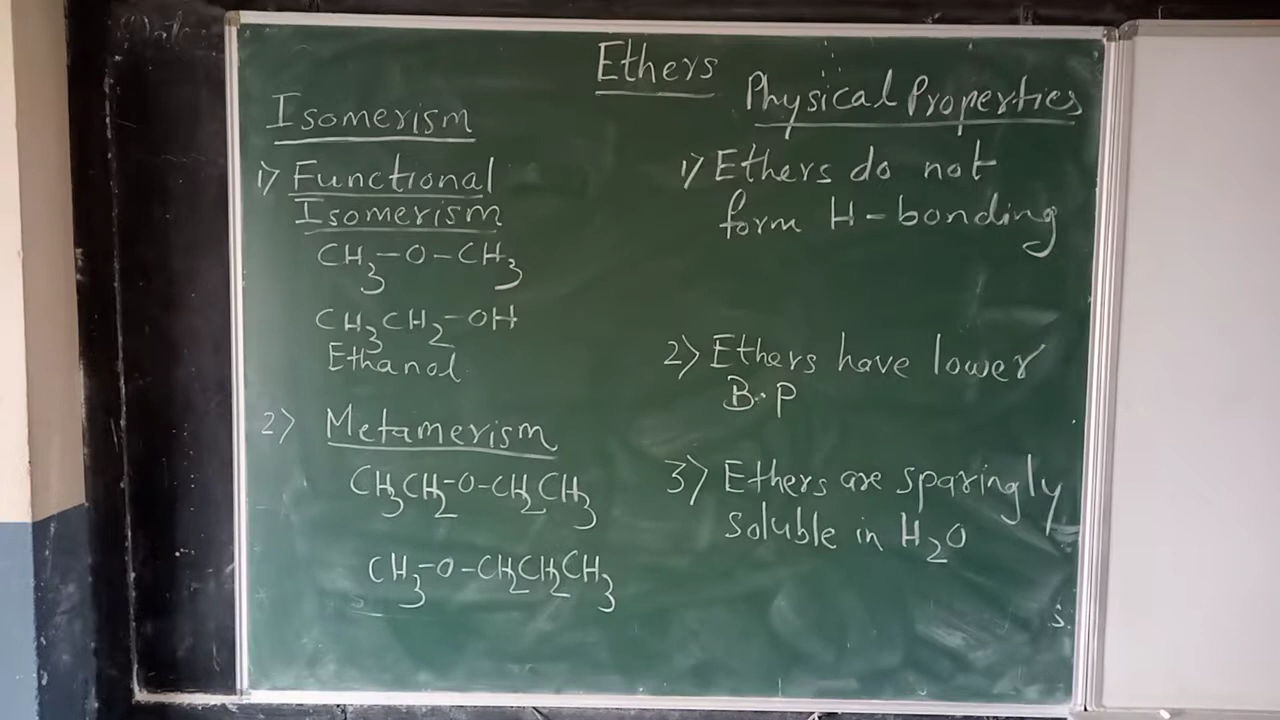 Ethers
Isomerism
1) Functional
Isomerism
CH3-O-CH3
CH3CH2-OH
Ethanol
2) Metamerism
CH3CH2-O-CH2CH3
CH3-O-CH2CH2CH3
Physical Properties
1) Ethers do not
form H-bonding
2) Ethers have lower
B.P
3) Ethers are sparingly
soluble in H2O